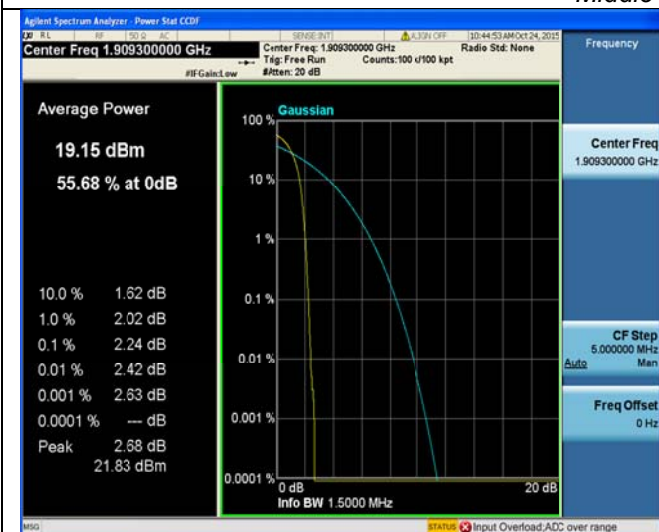 Middle
Agilent Spectrum Analyzer - Power Stat CCDF
RL RF 50 Ω AC SENSE:INT ALIGN OFF 10:44:53 AM Oct 24, 2015
Center Freq 1.909300000 GHz
Center Freq: 1.909300000 GHz Radio Std: None
Trig: Free Run Counts:100 k/100 kpt
#IFGain:Low #Atten: 20 dB
Frequency
Average Power
19.15 dBm
55.68 % at 0dB
10.0 % 1.62 dB
1.0 % 2.02 dB
0.1 % 2.24 dB
0.01 % 2.42 dB
0.001 % 2.63 dB
0.0001 % --- dB
Peak 2.68 dB
21.83 dBm
Gaussian
100 %
10 %
1 %
0.1 %
0.01 %
0.001 %
0.0001 %
0 dB 20 dB
Info BW 1.5000 MHz
Center Freq
1.909300000 GHz
CF Step
5.000000 MHz
Auto Man
Freq Offset
0 Hz
MSG STATUS Input Overload;ADC over range